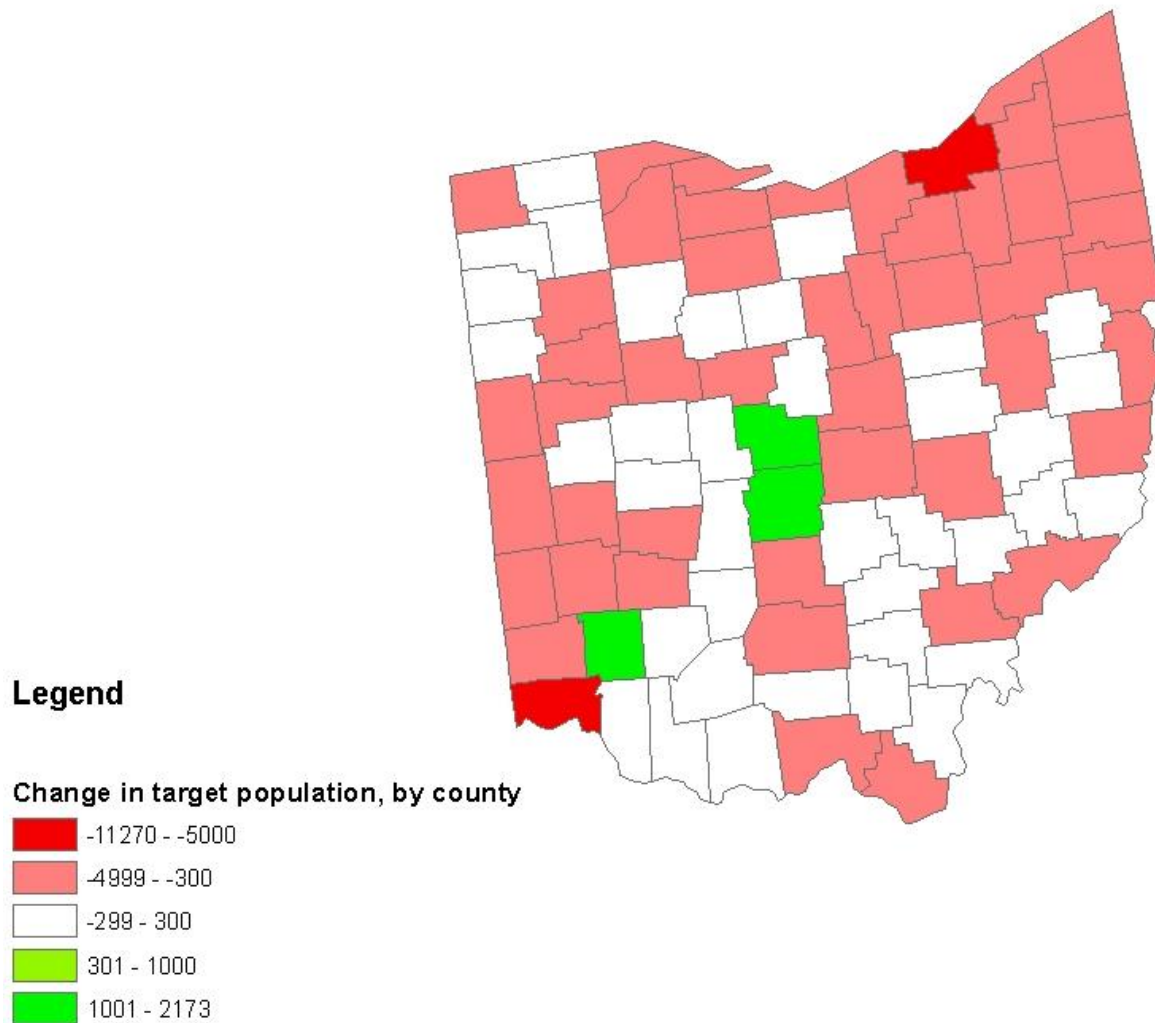 Legend
Change in target population, by county
-11270 - -5000
-4999 - -300
-299 - 300
301 - 1000
1001 - 2173